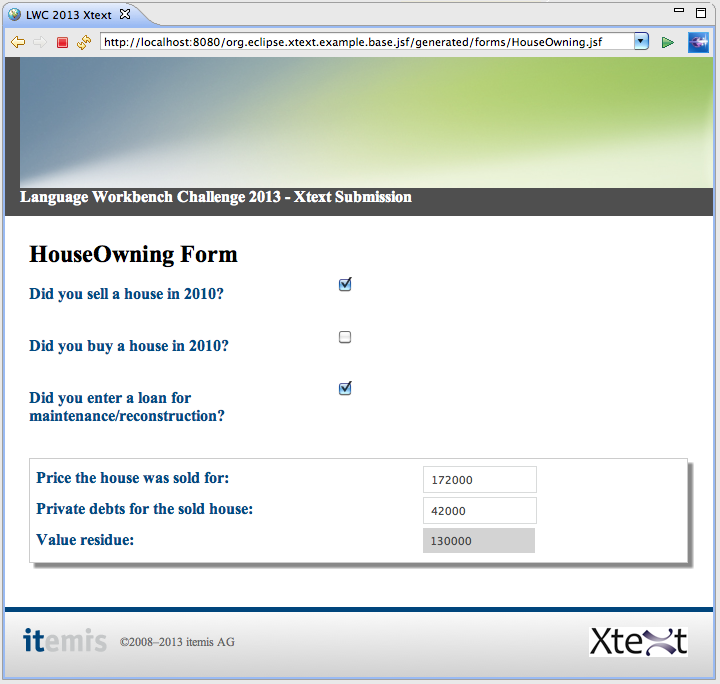 LWC 2013 Xtext
http://localhost:8080/org.eclipse.xtext.example.base.jsf/generated/forms/HouseOwning.jsf
Language Workbench Challenge 2013 - Xtext Submission
HouseOwning Form
Did you sell a house in 2010?
Did you buy a house in 2010?
Did you enter a loan for
maintenance/reconstruction?
Price the house was sold for: 172000
Private debts for the sold house: 42000
Value residue: 130000
itemis ©2008–2013 itemis AG Xtext